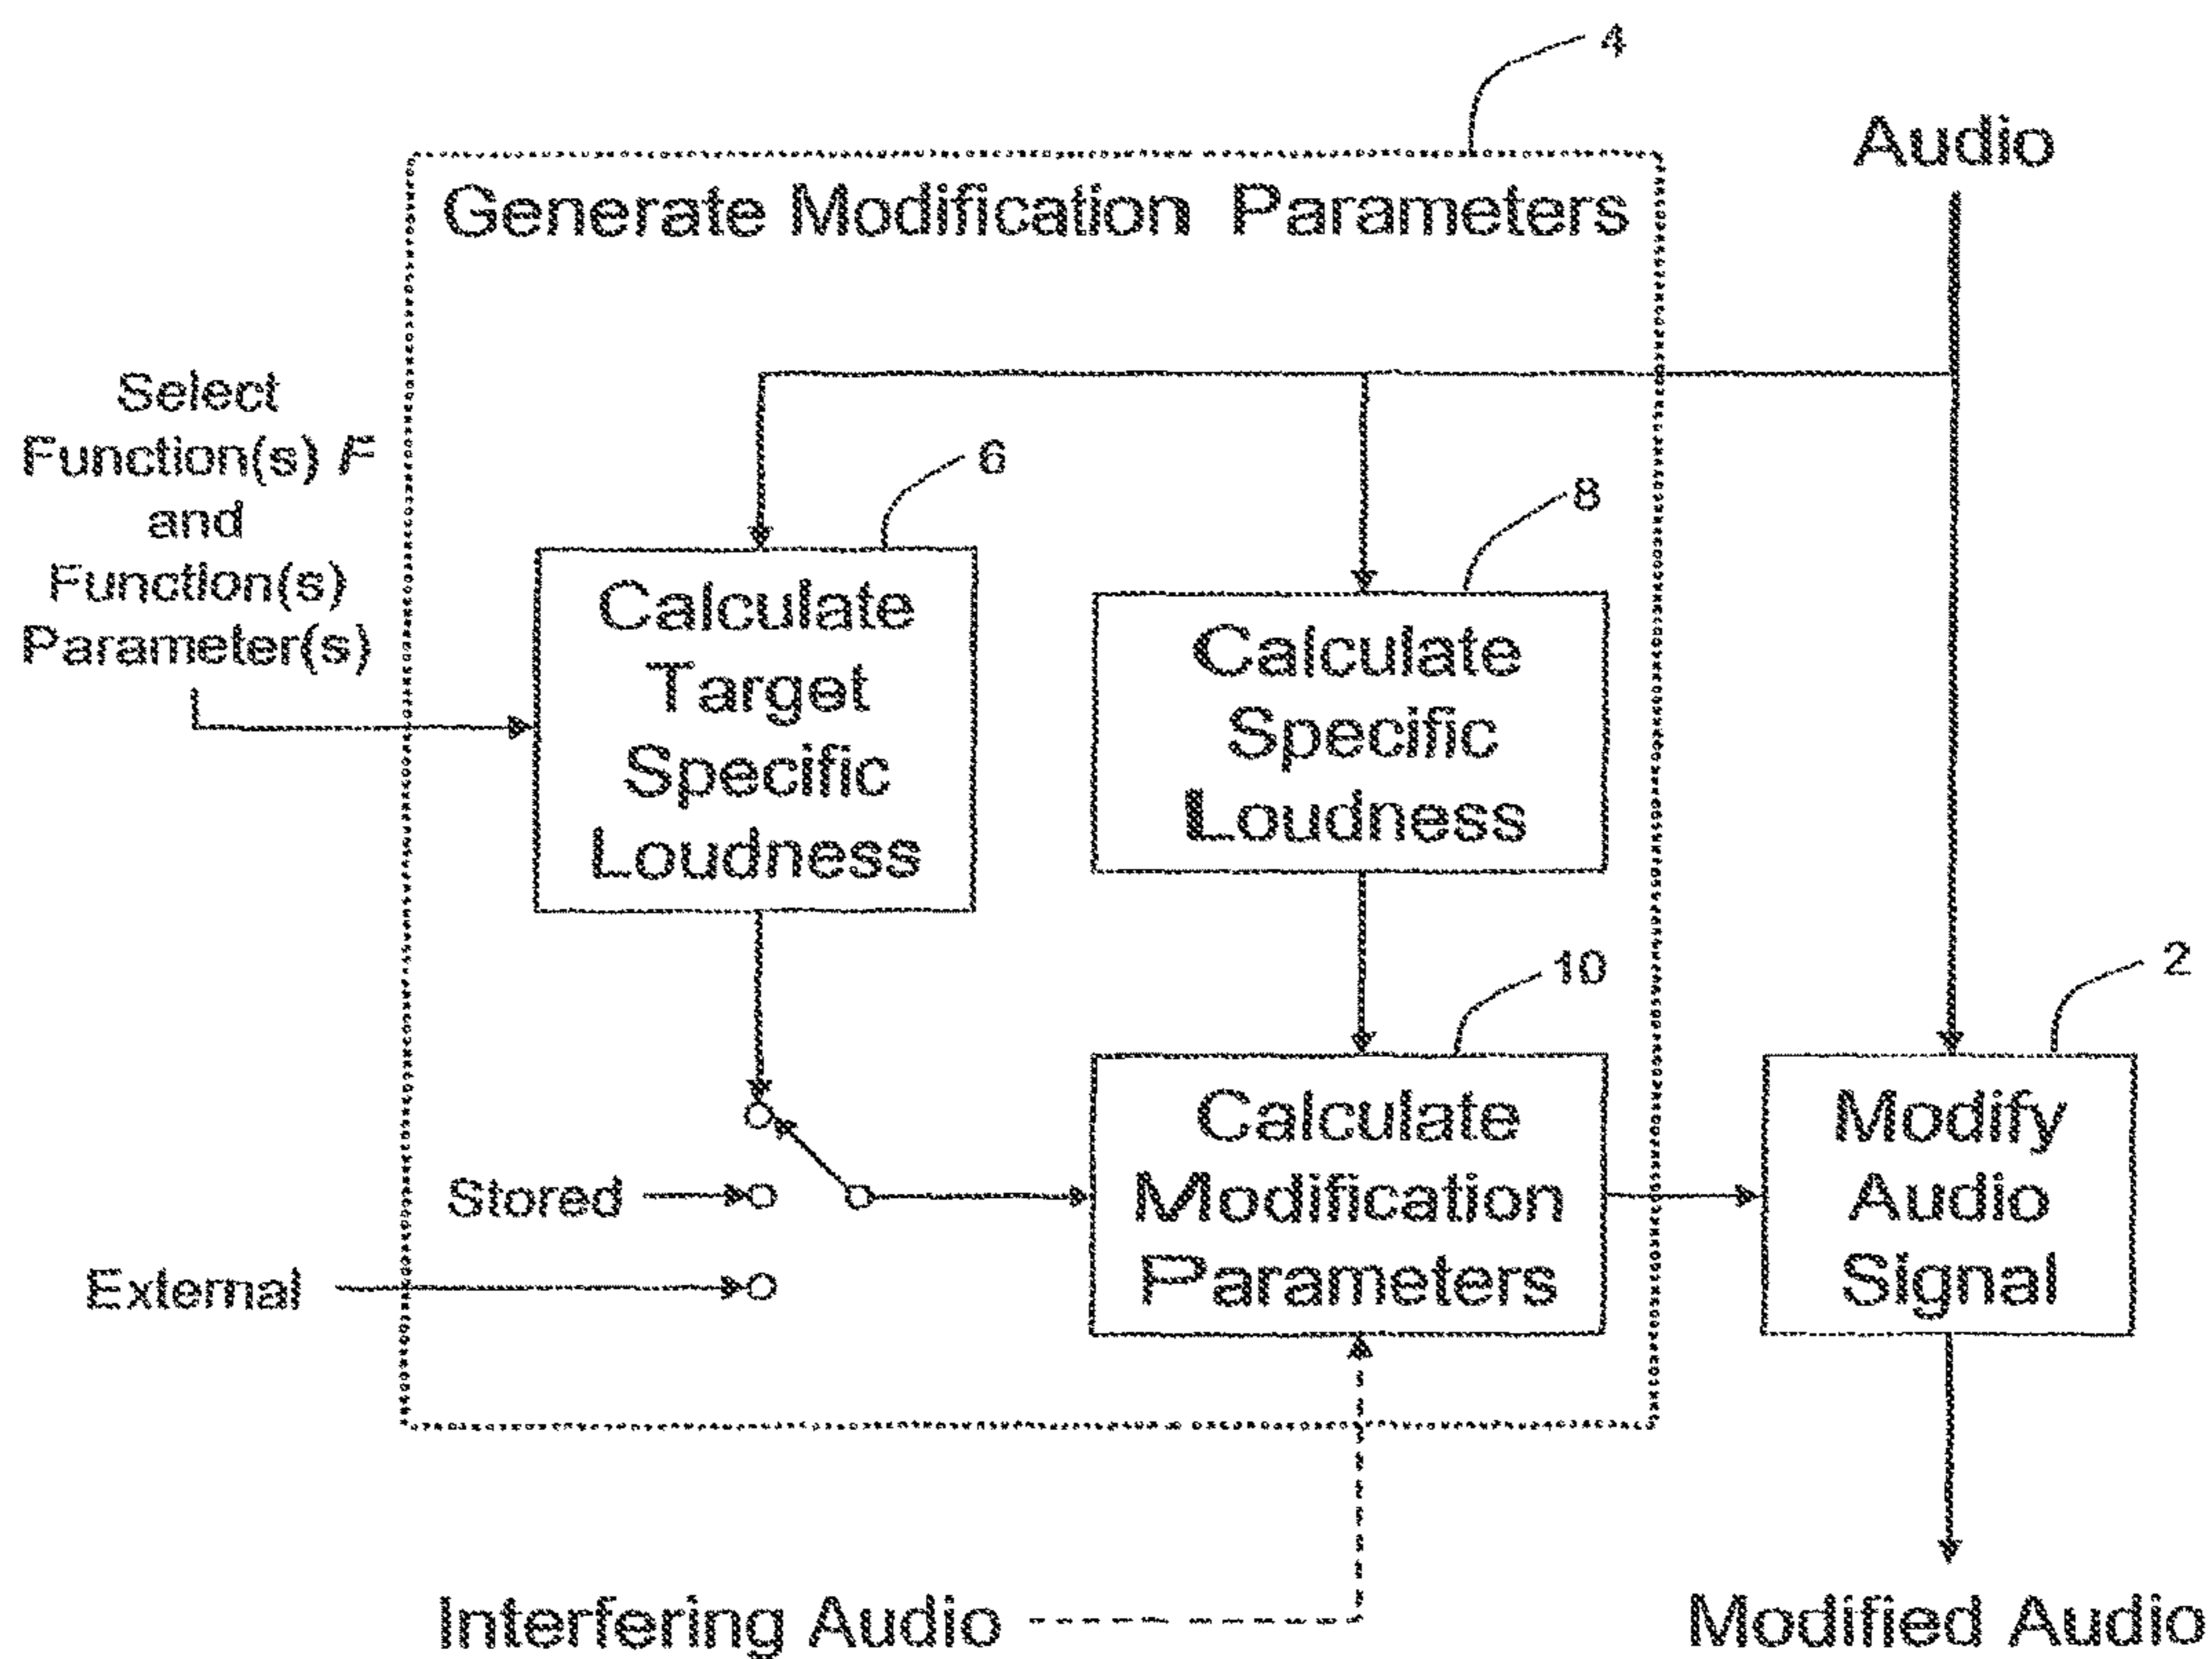 4
Audio
Generate Modification Parameters
Select
Function(s) F
and
Function(s)
Parameter(s)
6
8
Calculate
Target
Specific
Loudness
Calculate
Specific
Loudness
10
2
Calculate
Modification
Parameters
Modify
Audio
Signal
Stored
External
Interfering Audio
Modified Audio